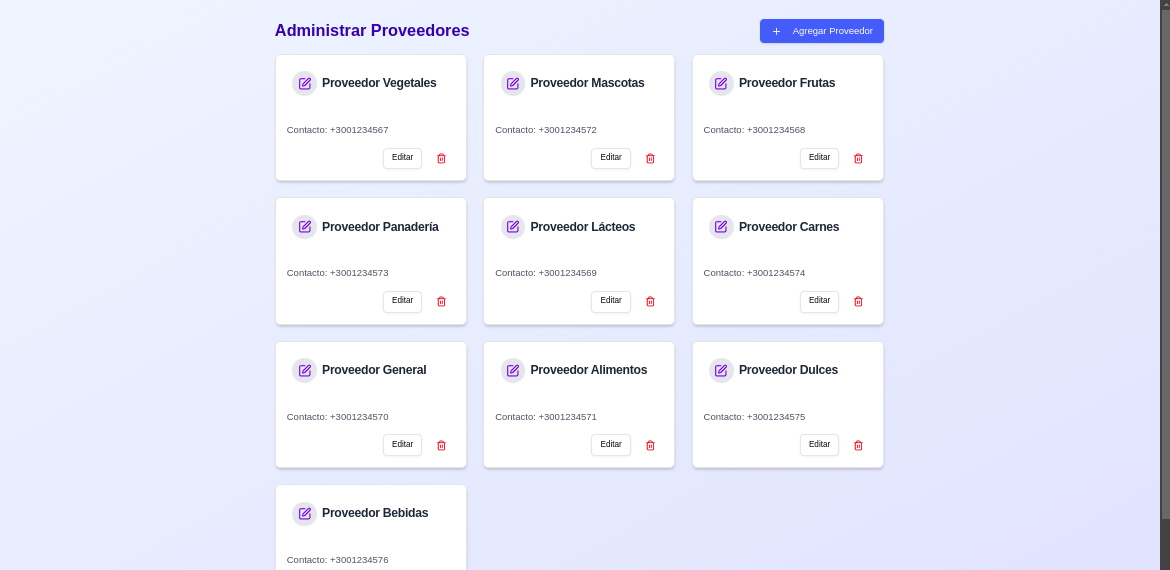 Administrar Proveedores
+ Agregar Proveedor
Proveedor Vegetales
Contacto: +3001234567
Editar
Proveedor Mascotas
Contacto: +3001234572
Editar
Proveedor Frutas
Contacto: +3001234568
Editar
Proveedor Panadería
Contacto: +3001234573
Editar
Proveedor Lácteos
Contacto: +3001234569
Editar
Proveedor Carnes
Contacto: +3001234574
Editar
Proveedor General
Contacto: +3001234570
Editar
Proveedor Alimentos
Contacto: +3001234571
Editar
Proveedor Dulces
Contacto: +3001234575
Editar
Proveedor Bebidas
Contacto: +3001234576